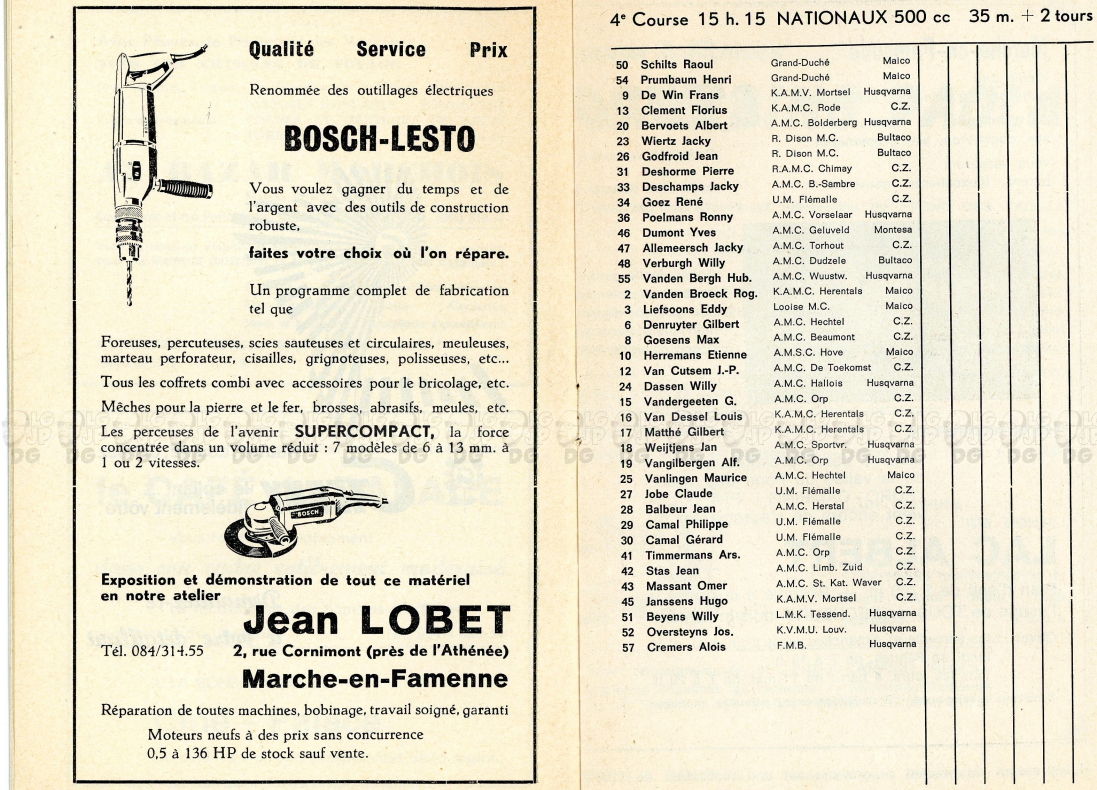 Qualité Service Prix
Renommée des outillages électriques
BOSCH-LESTO
Vous voulez gagner du temps et de
l'argent avec des outils de construction
robuste,
faites votre choix où l'on répare.
Un programme complet de fabrication
tel que
Foreuses, percuteuses, scies sauteuses et circulaires, meuleuses,
marteau perforator, cisailles, grignoteuses, polisseuses, etc...
Tous les coffrets combi avec accessoires pour le bricolage, etc.
Mêches pour la pierre et le fer, brosses, abrasifs, meules, etc.
Les perceuses de l'avenir SUPERCOMPACT, la force
concentrée dans un volume réduit : 7 modèles de 6 à 13 mm. à
1 ou 2 vitesses.
BOSCH
Exposition et démonstration de tout ce matériel
en notre atelier
Jean LOBET
Tél. 084/314.55 2, rue Cornimont (près de l'Athénée)
Marche-en-Famenne
Réparation de toutes machines, bobinage, travail soigné, garanti
Moteurs neufs à des prix sans concurrence
0,5 à 136 HP de stock sauf vente.
4e Course 15 h. 15 NATIONAUX 500 cc 35 m. + 2 tours
50 Schilts Raoul Grand-Duché Maico
54 Prumbaum Henri Grand-Duché Maico
9 De Win Frans K.A.M.V. Mortsel Husqvarna
13 Clement Florius K.A.M.C. Rode C.Z.
20 Bervoets Albert A.M.C. Bolderberg Husqvarna
23 Wiertz Jacky R. Dison M.C. Bultaco
26 Godfroid Jean R. Dison M.C. Bultaco
31 Deshorme Pierre R.A.M.C. Chimay C.Z.
33 Deschamps Jacky A.M.C. B.-Sambre C.Z.
34 Goez René U.M. Flémalle C.Z.
36 Poelmans Ronny A.M.C. Vorselaar Husqvarna
46 Dumont Yves A.M.C. Geluveld Montesa
47 Allemeersch Jacky A.M.C. Torhout C.Z.
48 Verburgh Willy A.M.C. Dudzele Bultaco
55 Vanden Bergh Hub. A.M.C. Wuustw. Husqvarna
2 Vanden Broeck Rog. K.A.M.C. Herentals Maico
3 Liefsoons Eddy Looise M.C. Maico
6 Denruyter Gilbert A.M.C. Hechtel C.Z.
8 Goesens Max A.M.C. Beaumont C.Z.
10 Herremans Etienne A.M.S.C. Hove Maico
12 Van Cutsem J.-P. A.M.C. De Toekomst C.Z.
24 Dassen Willy A.M.C. Hallois Husqvarna
15 Vandergeeten G. A.M.C. Orp C.Z.
16 Van Dessel Louis K.A.M.C. Herentals C.Z.
17 Matthé Gilbert K.A.M.C. Herentals C.Z.
18 Weijtjens Jan A.M.C. Sportvr. Husqvarna
19 Vangilbergen Alf. A.M.C. Orp Husqvarna
25 Vanlingen Maurice A.M.C. Hechtel Maico
27 Jobe Claude U.M. Flémalle C.Z.
28 Balbeur Jean A.M.C. Herstal C.Z.
29 Camal Philippe U.M. Flémalle C.Z.
30 Camal Gérard U.M. Flémalle C.Z.
41 Timmermans Ars. A.M.C. Orp C.Z.
42 Stas Jean A.M.C. Limb. Zuid C.Z.
43 Massant Omer A.M.C. St. Kat. Waver C.Z.
45 Janssens Hugo K.A.M.V. Mortsel C.Z.
51 Beyens Willy L.M.K. Tessend. Husqvarna
52 Oversteyns Jos. K.V.M.U. Louv. Husqvarna
57 Cremers Alois F.M.B. Husqvarna